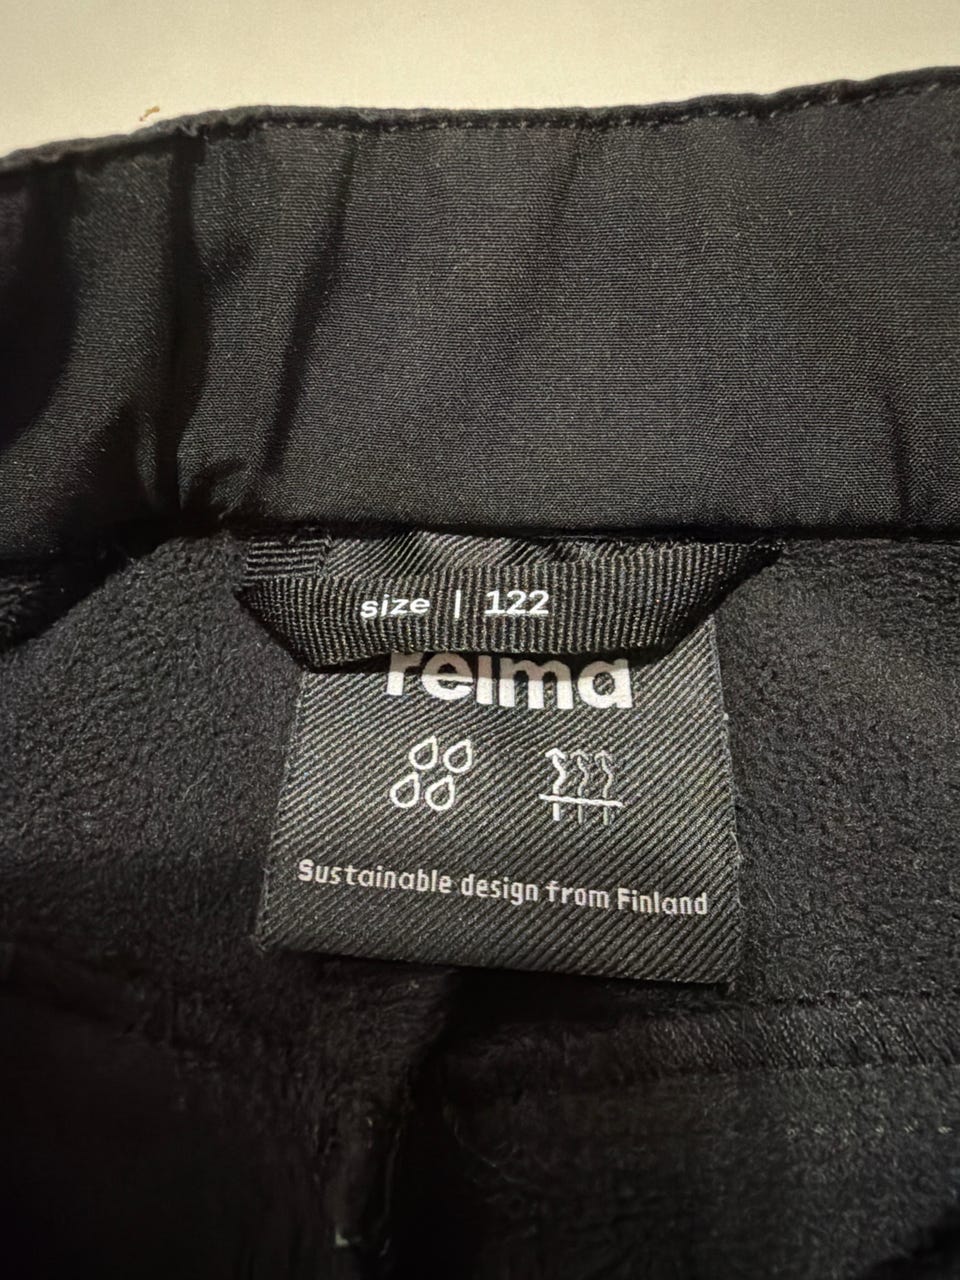 size | 122
reima
Sustainable design from Finland